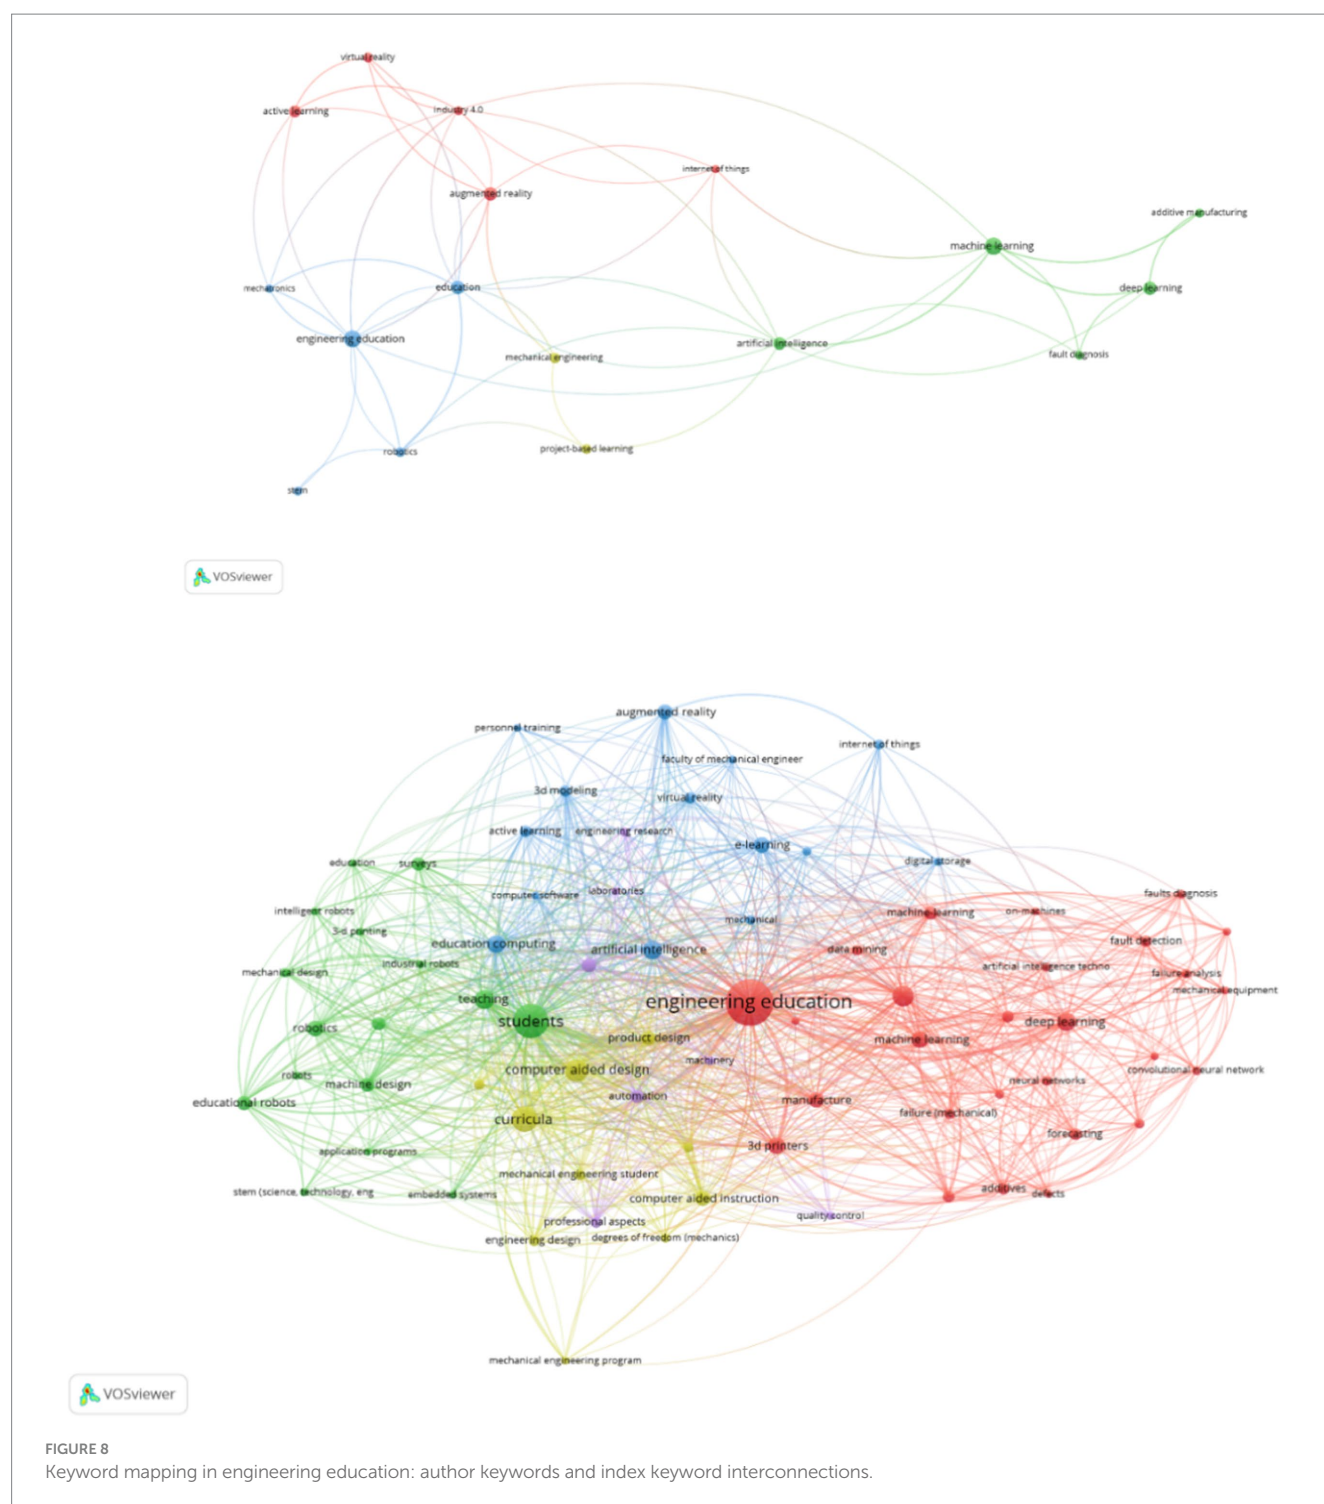 virtual reality
active learning
industry 4.0
internet of things
augmented reality
additive manufacturing
machine learning
mechatronics
education
deep learning
engineering education
artificial intelligence
mechanical engineering
fault diagnosis
robotics
project-based learning
stem
VOSviewer
augmented reality
personnel training
internet of things
faculty of mechanical engineer
3d modeling
virtual reality
active learning
engineering research
e-learning
education
surveys
digital storage
computer software
laboratories
faults diagnosis
intelligent robots
machine learning
on-machines
mechanical
3-d printing
education computing
artificial intelligence
data mining
fault detection
industrial robots
mechanical design
artificial intelligence techno
failure analysis
mechanical equipment
teaching
engineering education
students
deep learning
robotics
product design
machine learning
machinery
robots
computer aided design
convolutional neural network
machine design
neural networks
educational robots
automation
manufacture
curricula
failure (mechanical)
forecasting
application programs
3d printers
mechanical engineering student
stem (science, technology, eng
embedded systems
computer aided instruction
additives
defects
professional aspects
quality control
engineering design
degrees of freedom (mechanics)
mechanical engineering program
VOSviewer
FIGURE 8
Keyword mapping in engineering education: author keywords and index keyword interconnections.